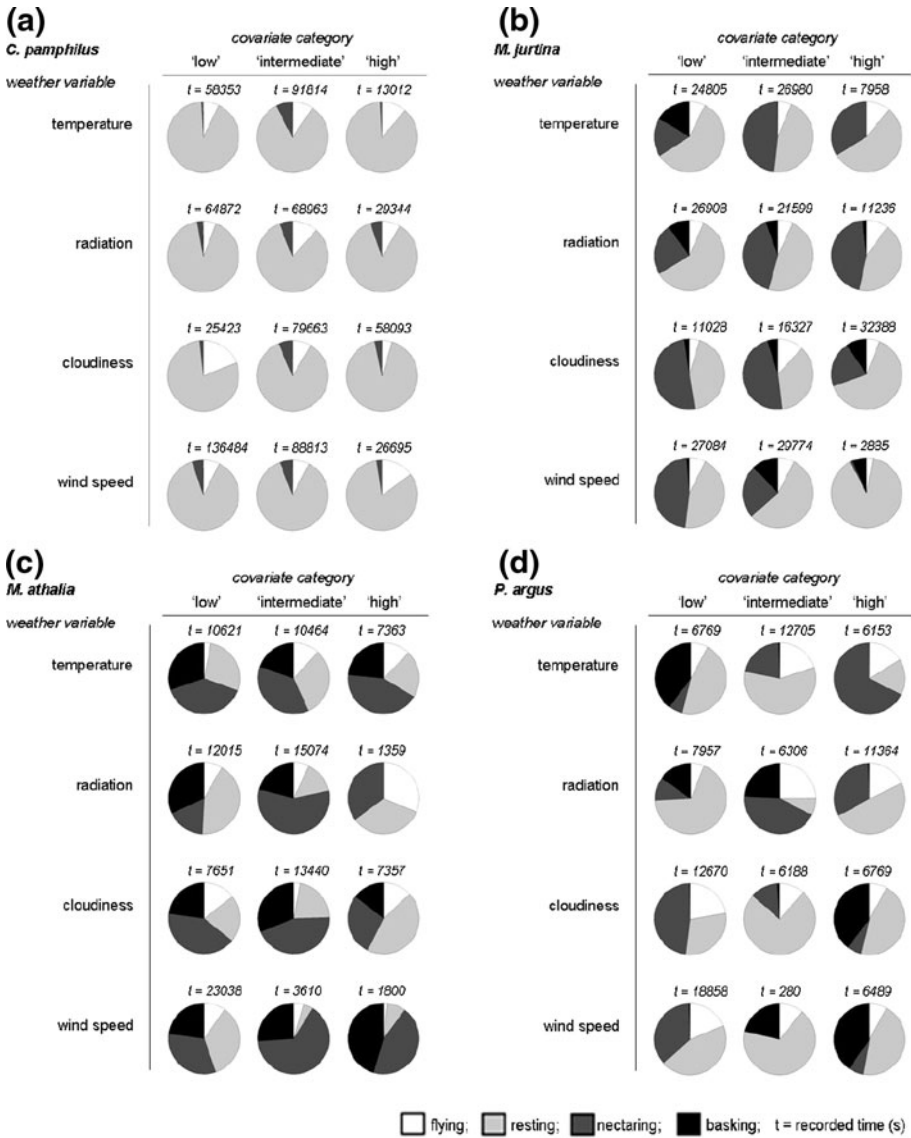 (a)
covariate category
C. pamphilus
'low' 'intermediate' 'high'
weather variable
t = 58353 t = 91814 t = 13012
temperature
t = 64872 t = 68963 t = 29344
radiation
t = 25423 t = 79663 t = 58093
cloudiness
t = 136484 t = 88813 t = 26695
wind speed
(b)
covariate category
M. jurtina
'low' 'intermediate' 'high'
weather variable
t = 24805 t = 26980 t = 7958
temperature
t = 26908 t = 21599 t = 11236
radiation
t = 11028 t = 16327 t = 32388
cloudiness
t = 27084 t = 29774 t = 2885
wind speed
(c)
covariate category
M. athalia
'low' 'intermediate' 'high'
weather variable
t = 10621 t = 10464 t = 7363
temperature
t = 12015 t = 15074 t = 1359
radiation
t = 7651 t = 13440 t = 7357
cloudiness
t = 23038 t = 3610 t = 1800
wind speed
(d)
covariate category
P. argus
'low' 'intermediate' 'high'
weather variable
t = 6769 t = 12705 t = 6153
temperature
t = 7957 t = 6306 t = 11364
radiation
t = 12670 t = 6188 t = 6769
cloudiness
t = 18858 t = 280 t = 6489
wind speed
flying; resting; nectaring; basking; t = recorded time (s)